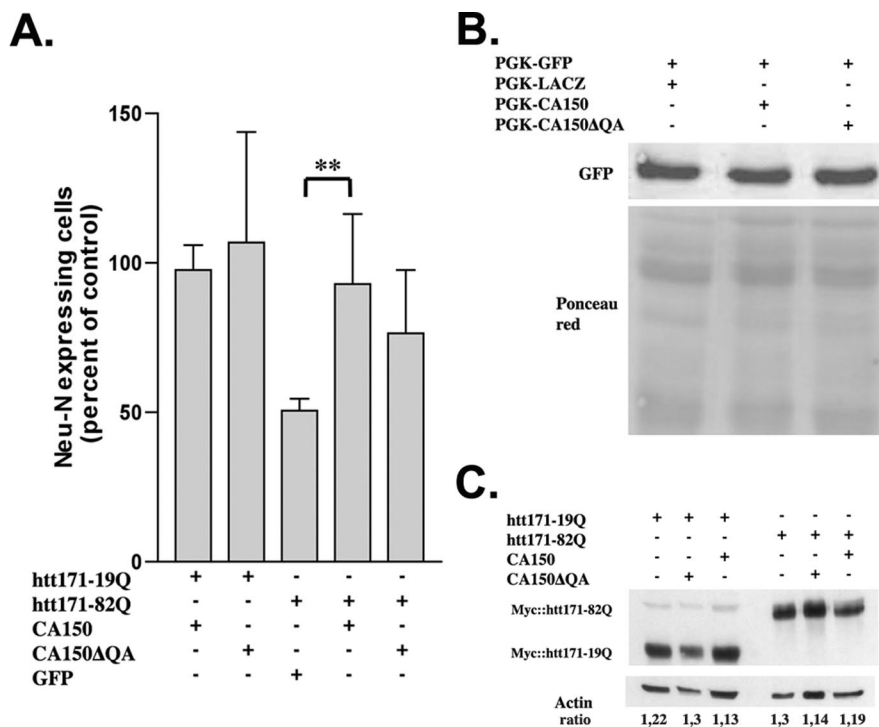 A.
150
100
50
0
Neu-N expressing cells
(percent of control)
**
htt171-19Q + + - - -
htt171-82Q - - + + +
CA150 + - - + -
CA150ΔQA - + - - +
GFP - - + - -
B.
PGK-GFP + + +
PGK-LACZ + - -
PGK-CA150 - + -
PGK-CA150ΔQA - - +
GFP
Ponceau
red
C.
htt171-19Q + + + - - -
htt171-82Q - - - + + +
CA150 - - + - - +
CA150ΔQA - + - - + -
Myc::htt171-82Q
Myc::htt171-19Q
Actin
ratio 1,22 1,3 1,13 1,3 1,14 1,19